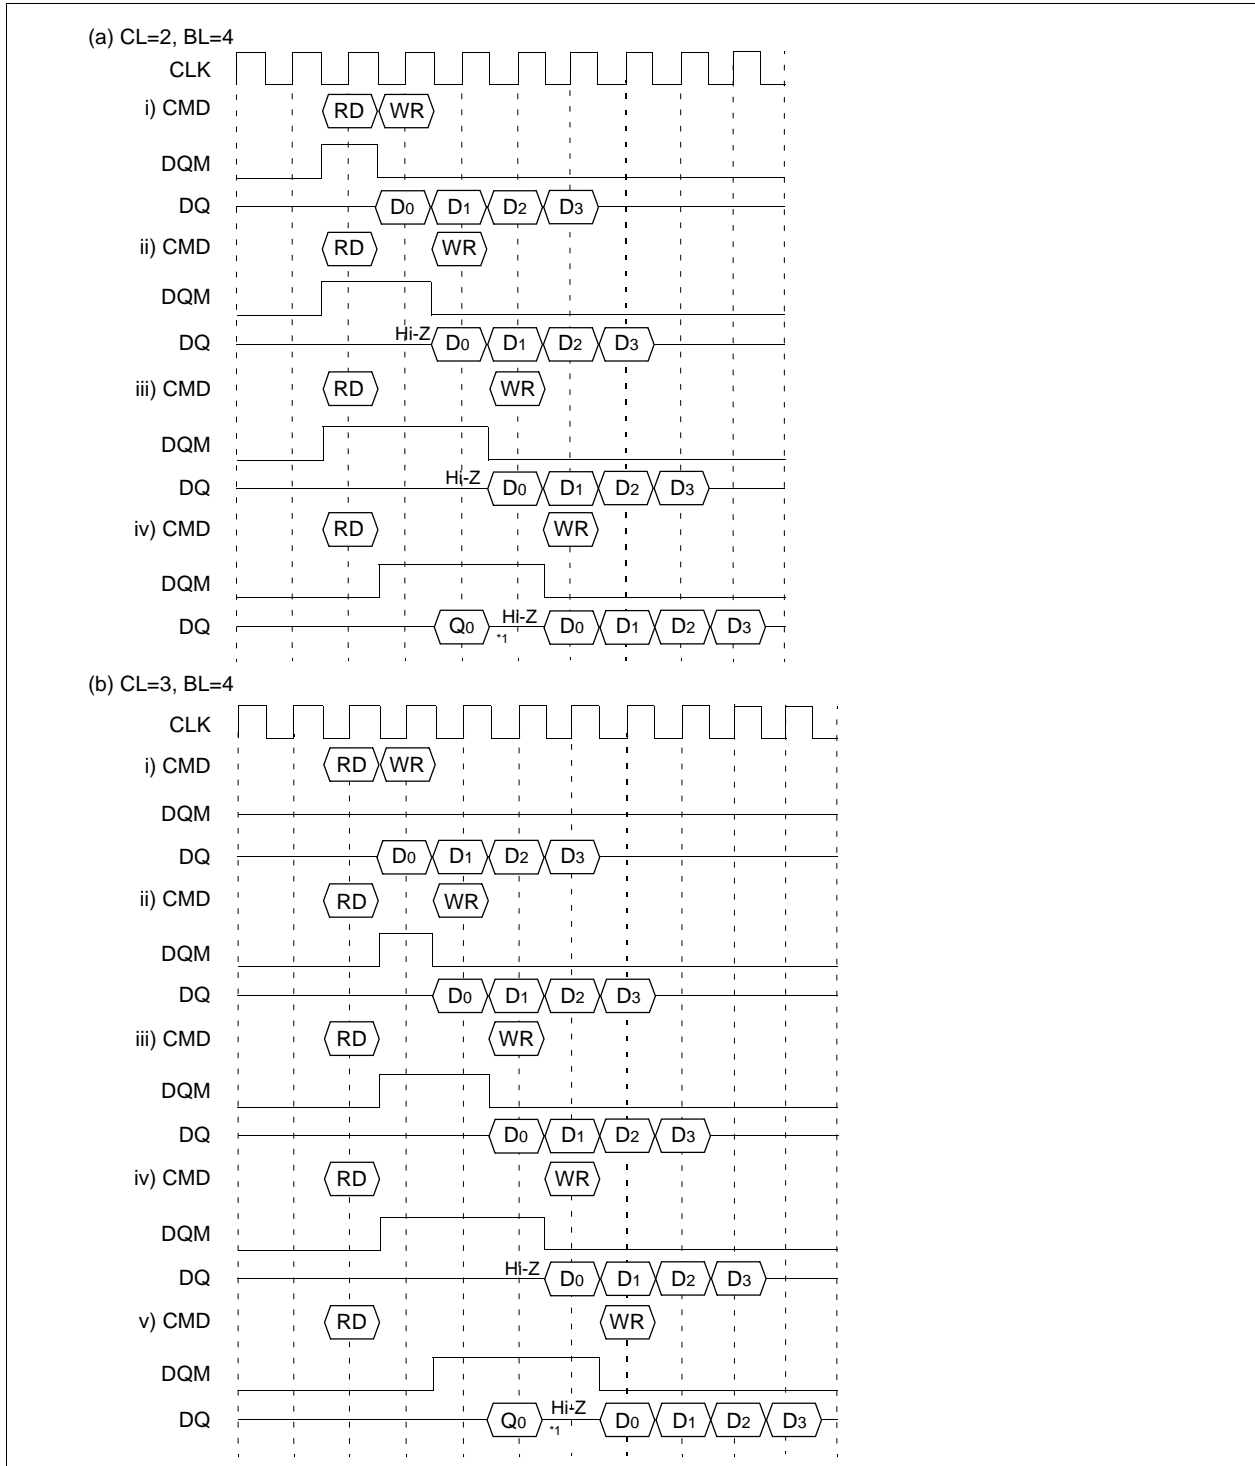 (a) CL=2, BL=4
CLK
i) CMD RD WR
DQM
DQ D0 D1 D2 D3
ii) CMD RD WR
DQM
DQ Hi-Z D0 D1 D2 D3
iii) CMD RD WR
DQM
DQ Hi-Z D0 D1 D2 D3
iv) CMD RD WR
DQM
DQ Q0 Hi-Z *1 D0 D1 D2 D3
(b) CL=3, BL=4
CLK
i) CMD RD WR
DQM
DQ D0 D1 D2 D3
ii) CMD RD WR
DQM
DQ D0 D1 D2 D3
iii) CMD RD WR
DQM
DQ D0 D1 D2 D3
iv) CMD RD WR
DQM
DQ Hi-Z D0 D1 D2 D3
v) CMD RD WR
DQM
DQ Q0 Hi-Z *1 D0 D1 D2 D3